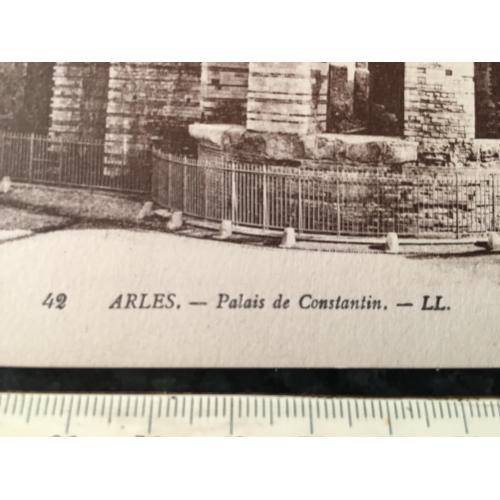 42 ARLES. — Palais de Constantin. — LL.